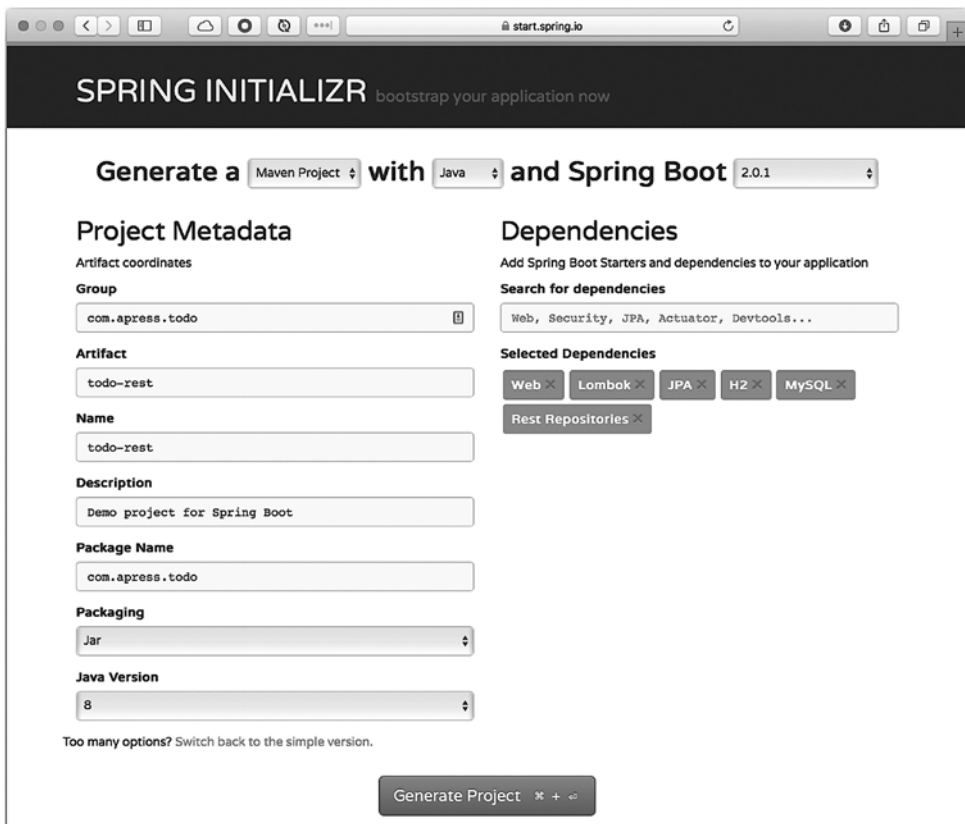 start.spring.io
SPRING INITIALIZR bootstrap your application now
Generate a Maven Project with Java and Spring Boot 2.0.1
Project Metadata
Artifact coordinates
Group
com.apress.todo
Artifact
todo-rest
Name
todo-rest
Description
Demo project for Spring Boot
Package Name
com.apress.todo
Packaging
Jar
Java Version
8
Too many options? Switch back to the simple version.
Dependencies
Add Spring Boot Starters and dependencies to your application
Search for dependencies
Web, Security, JPA, Actuator, Devtools...
Selected Dependencies
Web × Lombok × JPA × H2 × MySQL ×
Rest Repositories ×
Generate Project ⌘ + ⏎